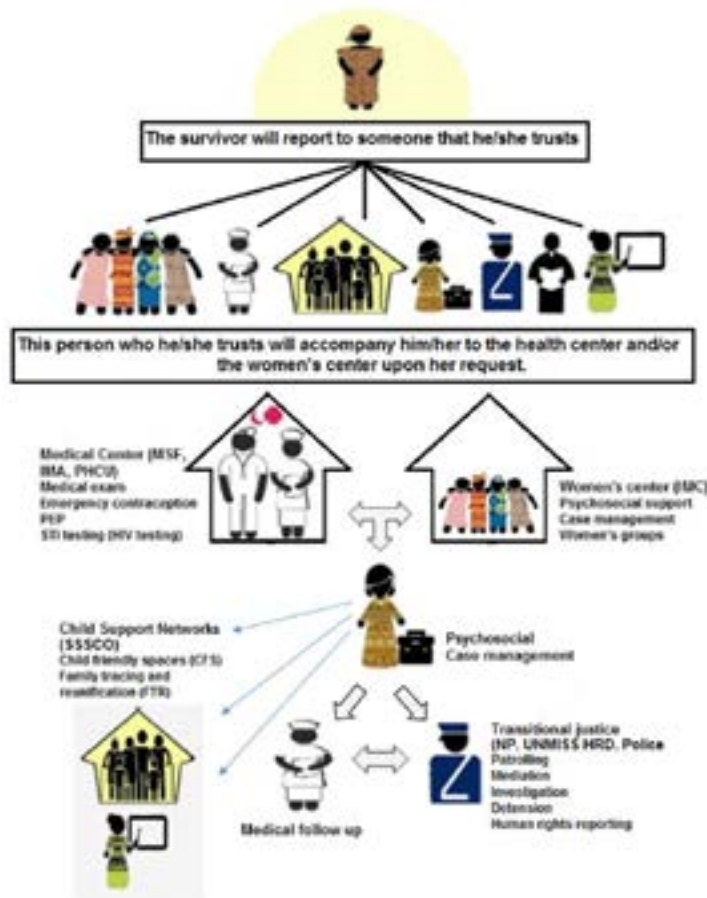 The survivor will report to someone that he/she trusts
This person who he/she trusts will accompany him/her to the health center and/or
the women's center upon her request.
Medical Center (MSF,
IMA, PHCU)
Medical exam
Emergency contraception
PEP
STI testing (HIV testing)
Women's center (IMC)
Psychosocial support
Case management
Women's groups
Child Support Networks
(SSSCO)
Child friendly spaces (CFS)
Family tracing and
reunification (FTR)
Psychosocial
Case management
Medical follow up
Transitional justice
(NP, UNMISS HRD, Police
Patrolling
Mediation
Investigation
Detension
Human rights reporting